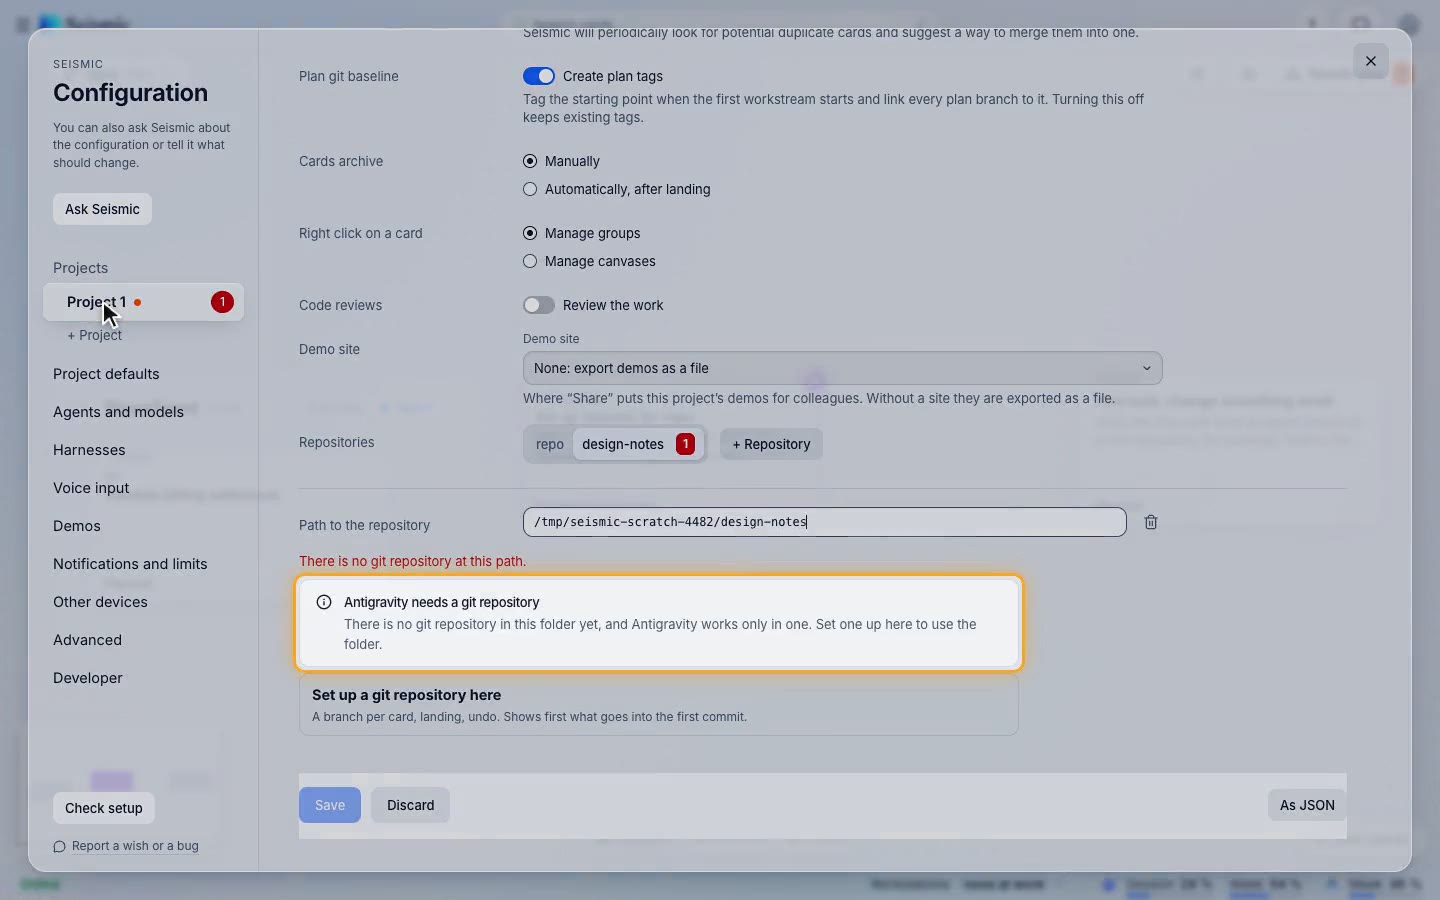 SEISMIC
Configuration
You can also ask Seismic about
the configuration or tell it what
should change.
Ask Seismic
Projects
Project 1
1
+ Project
Project defaults
Agents and models
Harnesses
Voice input
Demos
Notifications and limits
Other devices
Advanced
Developer
Check setup
Report a wish or a bug
Seismic will periodically look for potential duplicate cards and suggest a way to merge them into one.
Plan git baseline
Create plan tags
Tag the starting point when the first workstream starts and link every plan branch to it. Turning this off
keeps existing tags.
Cards archive
Manually
Automatically, after landing
Right click on a card
Manage groups
Manage canvases
Code reviews
Review the work
Demo site
Demo site
None: export demos as a file
Where “Share” puts this project’s demos for colleagues. Without a site they are exported as a file.
Repositories
repo
design-notes
1
+ Repository
Path to the repository
/tmp/seismic-scratch-4482/design-notes
There is no git repository at this path.
Antigravity needs a git repository
There is no git repository in this folder yet, and Antigravity works only in one. Set one up here to use the
folder.
Set up a git repository here
A branch per card, landing, undo. Shows first what goes into the first commit.
Save
Discard
As JSON